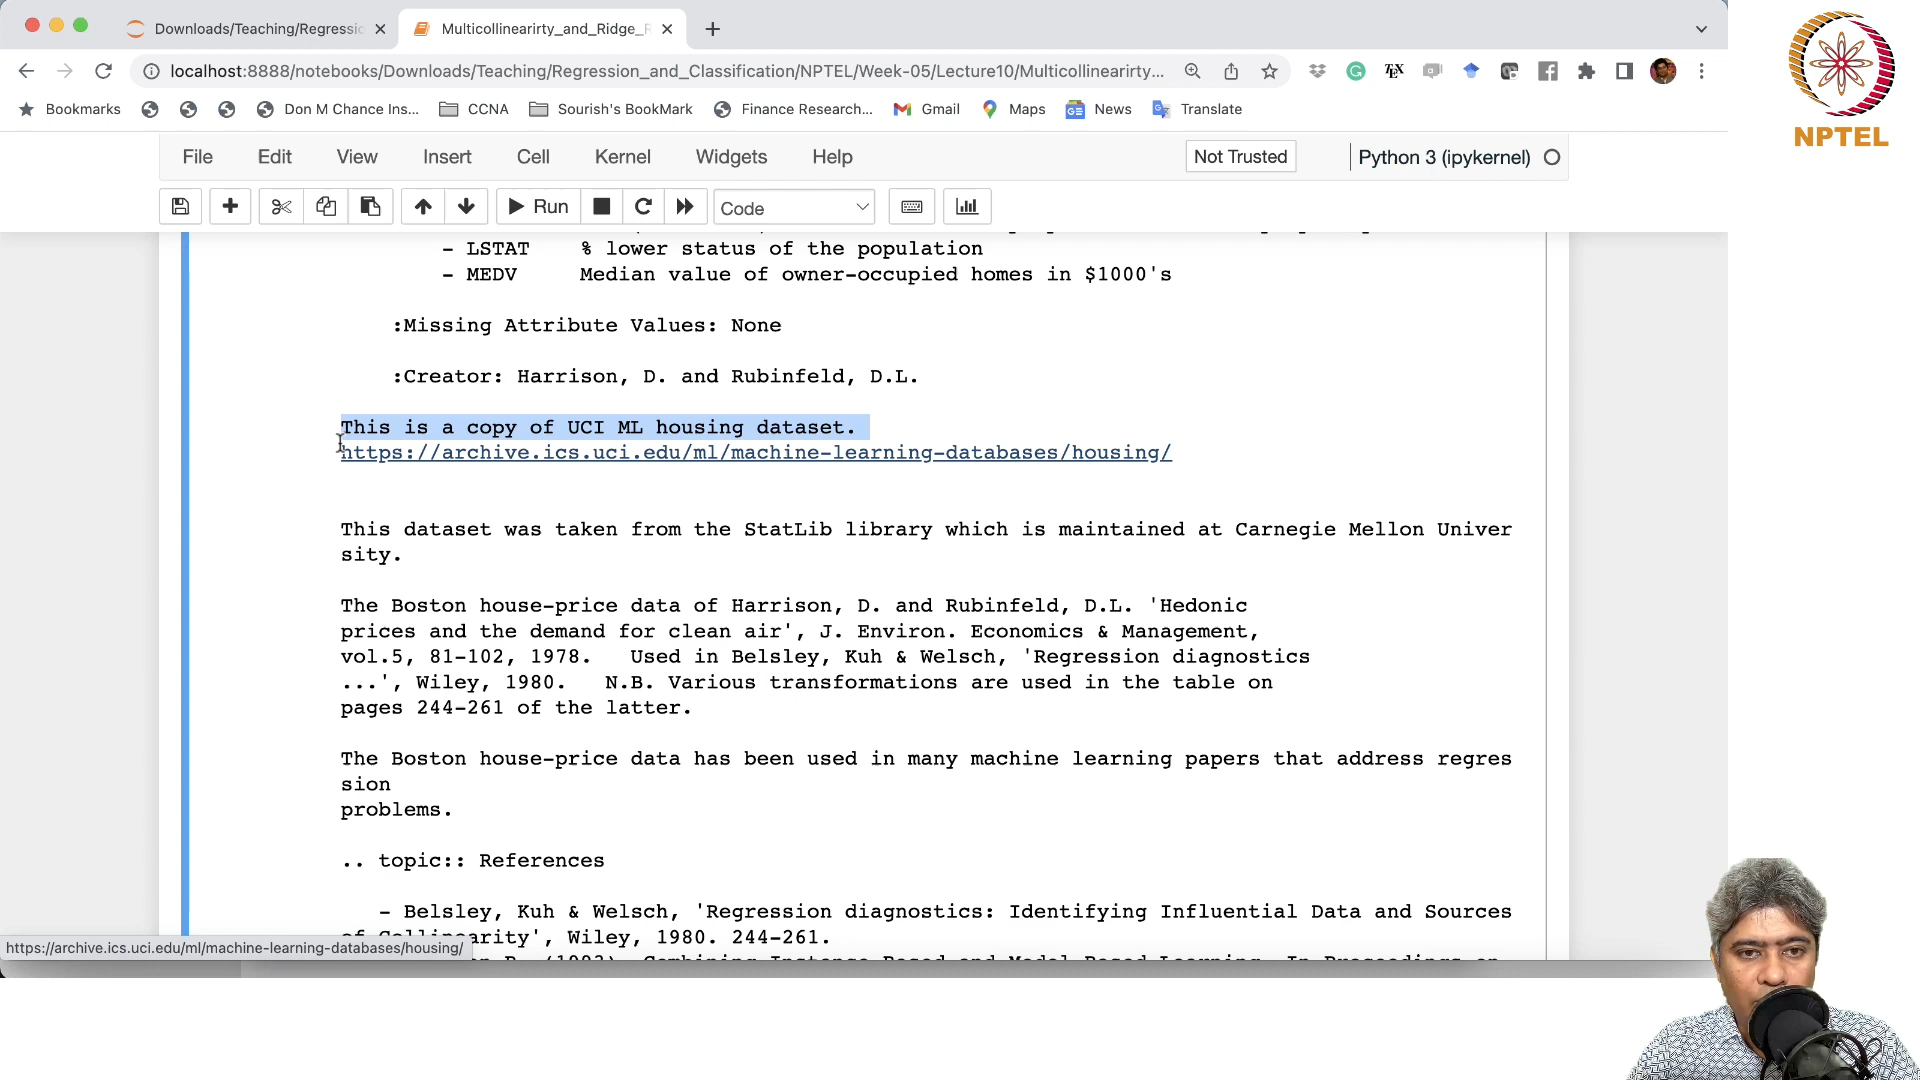 Downloads/Teaching/Regressi
Multicollinearirty_and_Ridge_R
localhost:8888/notebooks/Downloads/Teaching/Regression_and_Classification/NPTEL/Week-05/Lecture10/Multicollinearirty...
Bookmarks
Don M Chance Ins...
CCNA
Sourish's BookMark
Finance Research...
Gmail
Maps
News
Translate
NPTEL
File
Edit
View
Insert
Cell
Kernel
Widgets
Help
Not Trusted
Python 3 (ipykernel)
Run
Code
- LSTAT % lower status of the population
- MEDV Median value of owner-occupied homes in $1000's
:Missing Attribute Values: None
:Creator: Harrison, D. and Rubinfeld, D.L.
This is a copy of UCI ML housing dataset.
https://archive.ics.uci.edu/ml/machine-learning-databases/housing/
This dataset was taken from the StatLib library which is maintained at Carnegie Mellon Univer
sity.
The Boston house-price data of Harrison, D. and Rubinfeld, D.L. 'Hedonic
prices and the demand for clean air', J. Environ. Economics & Management,
vol.5, 81-102, 1978. Used in Belsley, Kuh & Welsch, 'Regression diagnostics
...', Wiley, 1980. N.B. Various transformations are used in the table on
pages 244-261 of the latter.
The Boston house-price data has been used in many machine learning papers that address regres
sion
problems.
.. topic:: References
- Belsley, Kuh & Welsch, 'Regression diagnostics: Identifying Influential Data and Sources
of Collinearity', Wiley, 1980. 244-261.
https://archive.ics.uci.edu/ml/machine-learning-databases/housing/